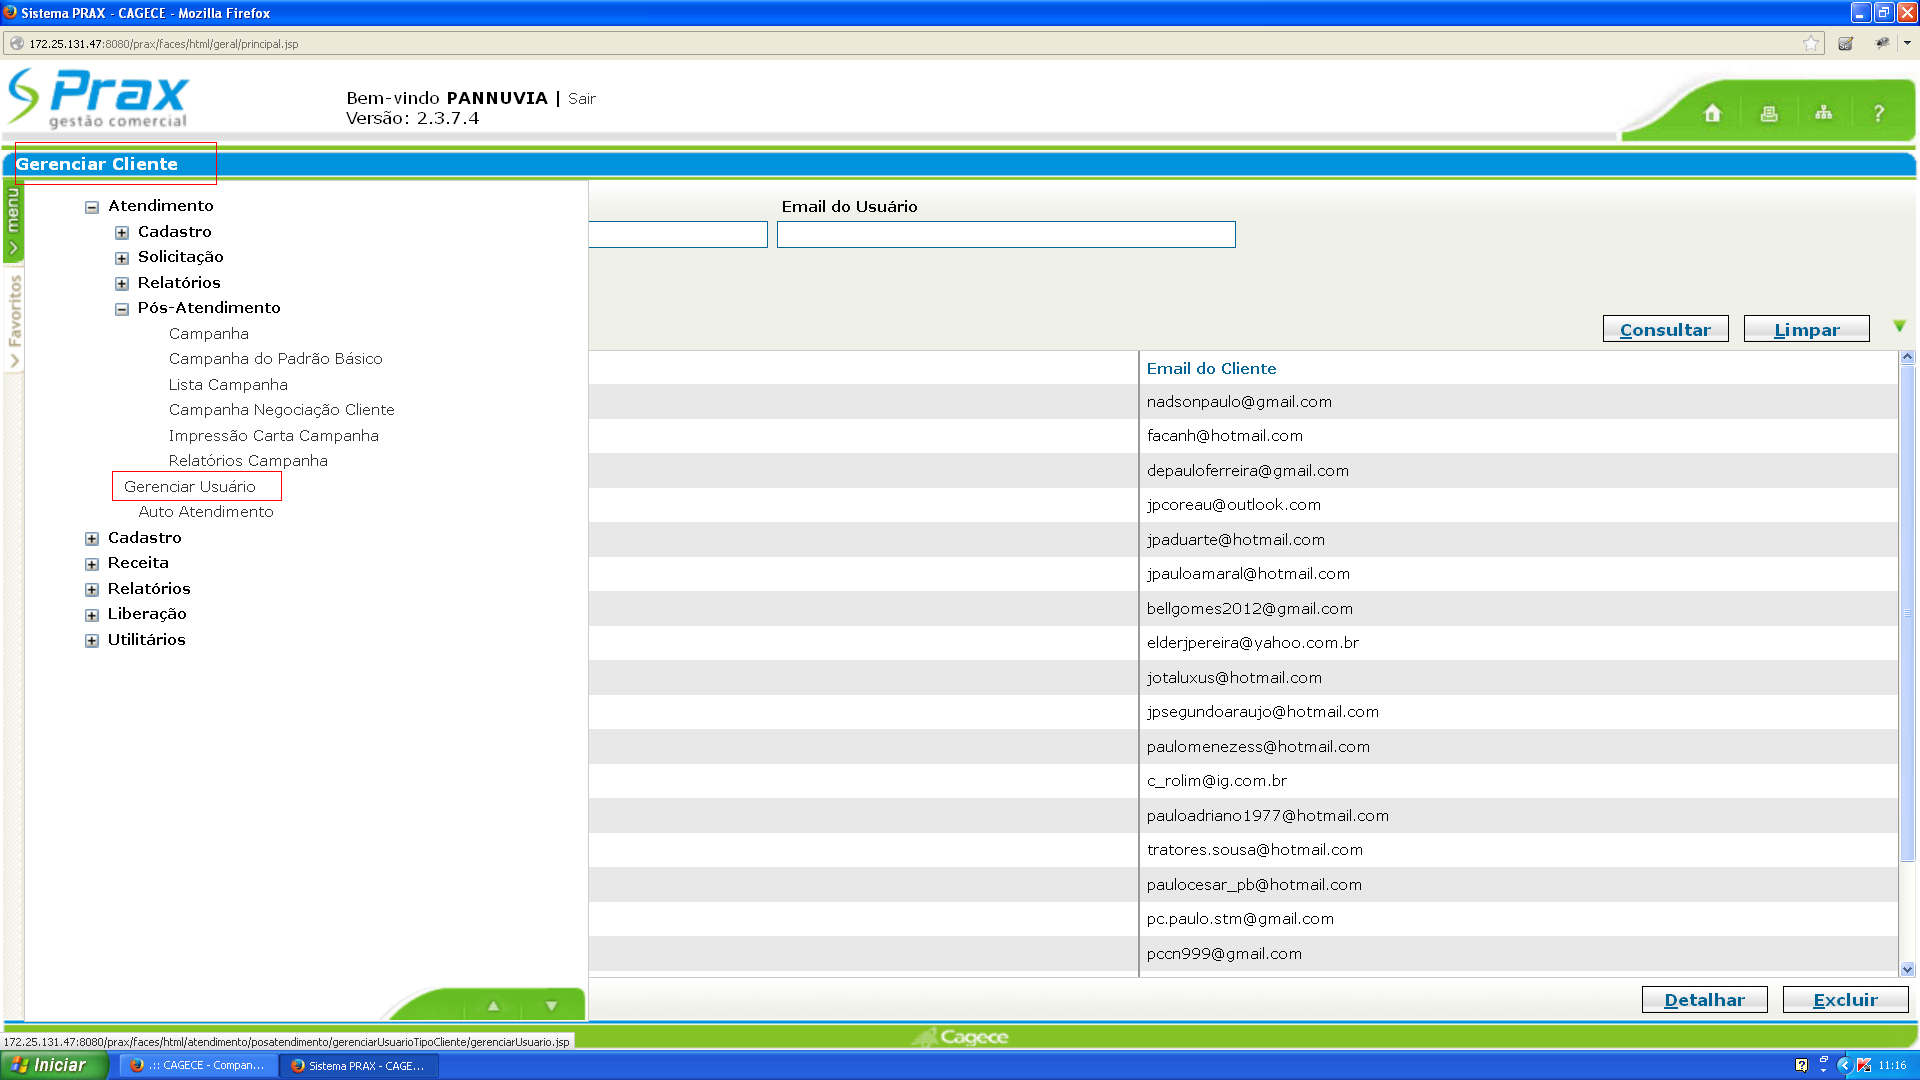 Sistema PRAX - CAGECE - Mozilla Firefox
172.25.131.47:8080/prax/faces/html/geral/principal.jsp
Prax
gestão comercial
Bem-vindo PANNUVIA | Sair
Versão: 2.3.7.4
?
Gerenciar Cliente
menu
Favoritos
Atendimento
Cadastro
Solicitação
Relatórios
Pós-Atendimento
Campanha
Campanha do Padrão Básico
Lista Campanha
Campanha Negociação Cliente
Impressão Carta Campanha
Relatórios Campanha
Gerenciar Usuário
Auto Atendimento
Cadastro
Receita
Relatórios
Liberação
Utilitários
Email do Usuário
Consultar
Limpar
Email do Cliente
nadsonpaulo@gmail.com
facanh@hotmail.com
depauloferreira@gmail.com
jpcoreau@outlook.com
jpaduarte@hotmail.com
jpauloamaral@hotmail.com
bellgomes2012@gmail.com
elderjpereira@yahoo.com.br
jotaluxus@hotmail.com
jpsegundoaraujo@hotmail.com
paulomenezess@hotmail.com
c_rolim@ig.com.br
pauloadriano1977@hotmail.com
tratores.sousa@hotmail.com
paulocesar_pb@hotmail.com
pc.paulo.stm@gmail.com
pccn999@gmail.com
Detalhar
Excluir
Cagece
172.25.131.47:8080/prax/faces/html/atendimento/posatendimento/gerenciarUsuarioTipoCliente/gerenciarUsuario.jsp
Iniciar
.:: CAGECE - Compan...
Sistema PRAX - CAGE...
11:16